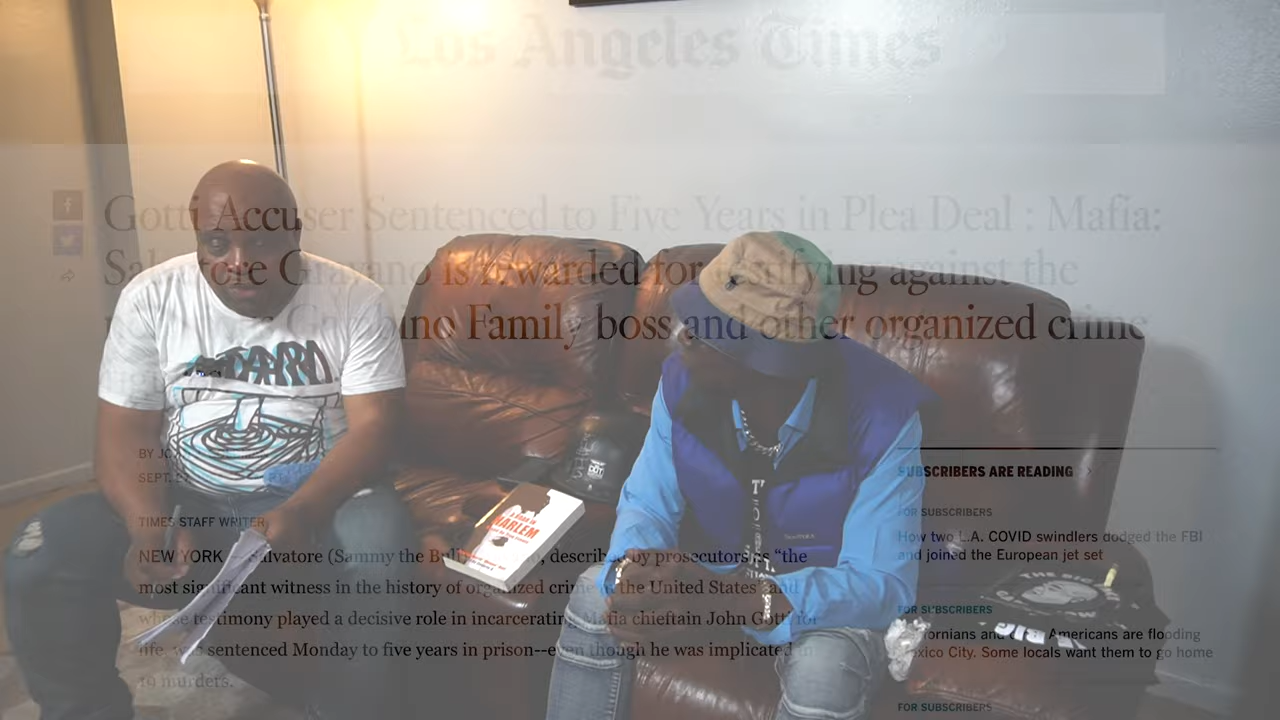 Los Angeles Times
Gotti Accuser Sentenced to Five Years in Plea Deal : Mafia:
Salvatore Gravano is rewarded for testifying against the
Family boss and other organized crime
BY
SEPT.
SUBSCRIBERS ARE READING >
FOR SUBSCRIBERS
How two L.A. COVID swindlers dodged the FBI
and joined the European jet set
TIMES STAFF WRITER
NEW YORK Salvatore (Sammy the Bull described by prosecutors as “the
most significant witness in the history of organized crime in the United States” and
whose testimony played a decisive role in incarcerating Mafia chieftain John Gotti for
life, was sentenced Monday to five years in prison--even though he was implicated in
19 murders.
FOR SUBSCRIBERS
and Americans are flooding
Mexico City. Some locals want them to go home
FOR SUBSCRIBERS
HARLEM
THE BIG
BIG